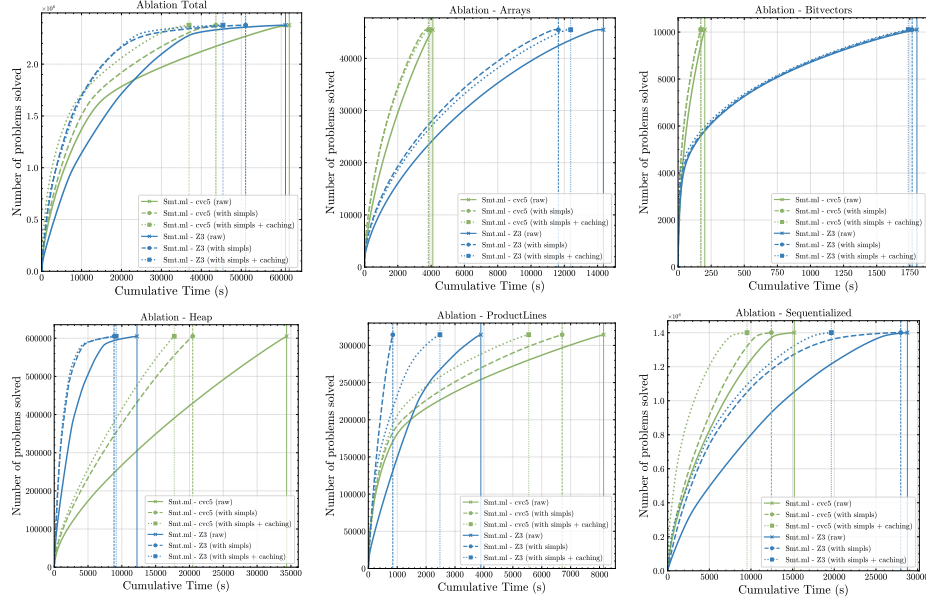 Ablation Total
×10⁶
2.0
1.6
1.2
0.8
0.4
0.0
0 10000 20000 30000 40000 50000 60000
Number of problems solved
Cumulative Time (s)
Smt.ml - cvc5 (raw)
Smt.ml - cvc5 (with simpls)
Smt.ml - cvc5 (with simpls + caching)
Smt.ml - Z3 (raw)
Smt.ml - Z3 (with simpls)
Smt.ml - Z3 (with simpls + caching)
Ablation - Arrays
40000
30000
20000
10000
0
0 2000 4000 6000 8000 10000 12000 14000
Number of problems solved
Cumulative Time (s)
Smt.ml - cvc5 (raw)
Smt.ml - cvc5 (with simpls)
Smt.ml - cvc5 (with simpls + caching)
Smt.ml - Z3 (raw)
Smt.ml - Z3 (with simpls)
Smt.ml - Z3 (with simpls + caching)
Ablation - Bitvectors
10000
8000
6000
4000
2000
0
0 250 500 750 1000 1250 1500 1750
Number of problems solved
Cumulative Time (s)
Smt.ml - cvc5 (raw)
Smt.ml - cvc5 (with simpls)
Smt.ml - cvc5 (with simpls + caching)
Smt.ml - Z3 (raw)
Smt.ml - Z3 (with simpls)
Smt.ml - Z3 (with simpls + caching)
Ablation - Heap
600000
500000
400000
300000
200000
100000
0
0 5000 10000 15000 20000 25000 30000 35000
Number of problems solved
Cumulative Time (s)
Smt.ml - cvc5 (raw)
Smt.ml - cvc5 (with simpls)
Smt.ml - cvc5 (with simpls + caching)
Smt.ml - Z3 (raw)
Smt.ml - Z3 (with simpls)
Smt.ml - Z3 (with simpls + caching)
Ablation - ProductLines
300000
250000
200000
150000
100000
50000
0
0 1000 2000 3000 4000 5000 6000 7000 8000
Number of problems solved
Cumulative Time (s)
Smt.ml - cvc5 (raw)
Smt.ml - cvc5 (with simpls)
Smt.ml - cvc5 (with simpls + caching)
Smt.ml - Z3 (raw)
Smt.ml - Z3 (with simpls)
Smt.ml - Z3 (with simpls + caching)
Ablation - Sequentialized
×10⁶
1.4
1.2
1.0
0.8
0.6
0.4
0.2
0.0
0 5000 10000 15000 20000 25000 30000
Number of problems solved
Cumulative Time (s)
Smt.ml - cvc5 (raw)
Smt.ml - cvc5 (with simpls)
Smt.ml - cvc5 (with simpls + caching)
Smt.ml - Z3 (raw)
Smt.ml - Z3 (with simpls)
Smt.ml - Z3 (with simpls + caching)